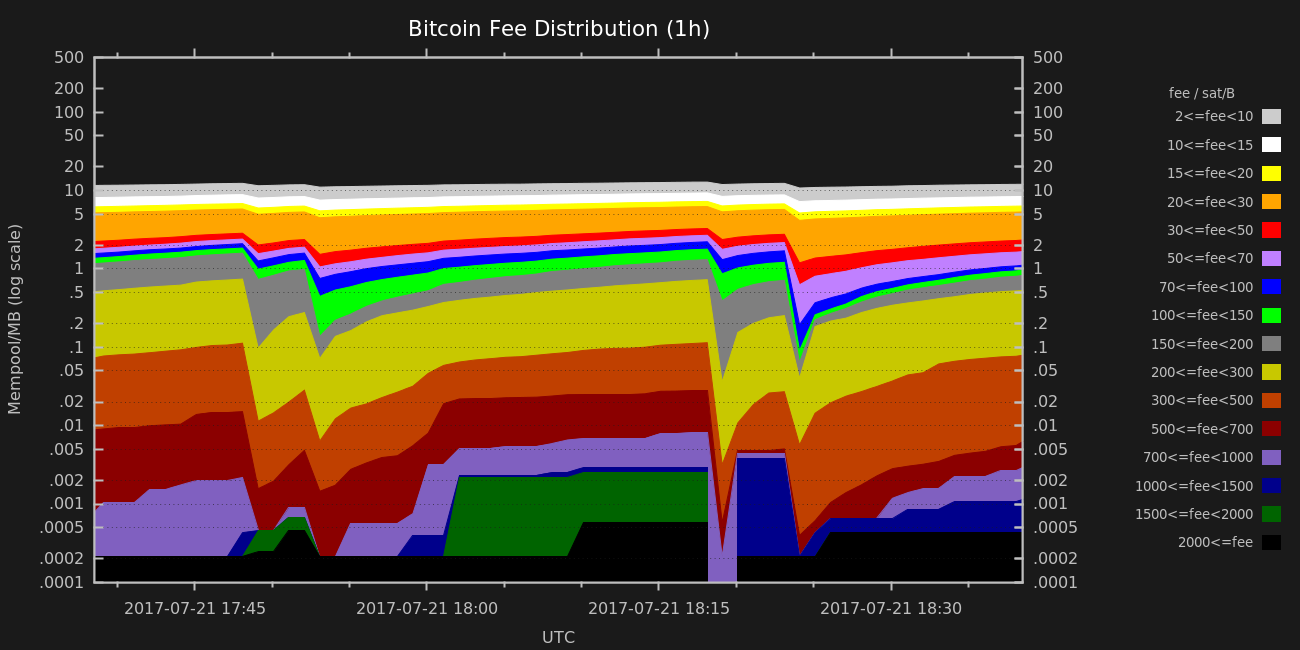 Bitcoin Fee Distribution (1h)
Mempool/MB (log scale)
500
200
100
50
20
10
5
2
1
.5
.2
.1
.05
.02
.01
.005
.002
.001
.0005
.0002
.0001
500
200
100
50
20
10
5
2
1
.5
.2
.1
.05
.02
.01
.005
.002
.001
.0005
.0002
.0001
2017-07-21 17:45
2017-07-21 18:00
2017-07-21 18:15
2017-07-21 18:30
UTC
fee / sat/B
2<=fee<10
10<=fee<15
15<=fee<20
20<=fee<30
30<=fee<50
50<=fee<70
70<=fee<100
100<=fee<150
150<=fee<200
200<=fee<300
300<=fee<500
500<=fee<700
700<=fee<1000
1000<=fee<1500
1500<=fee<2000
2000<=fee